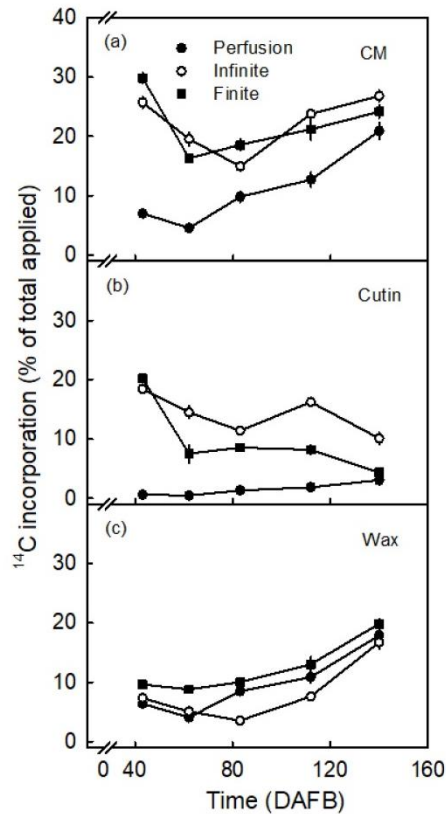 40
(a)
Perfusion
CM
Infinite
30
Finite
20
10
0
(b)
Cutin
30
20
10
0
(c)
Wax
30
20
10
0
¹⁴C incorporation (% of total applied)
0 40 80 120 160
Time (DAFB)